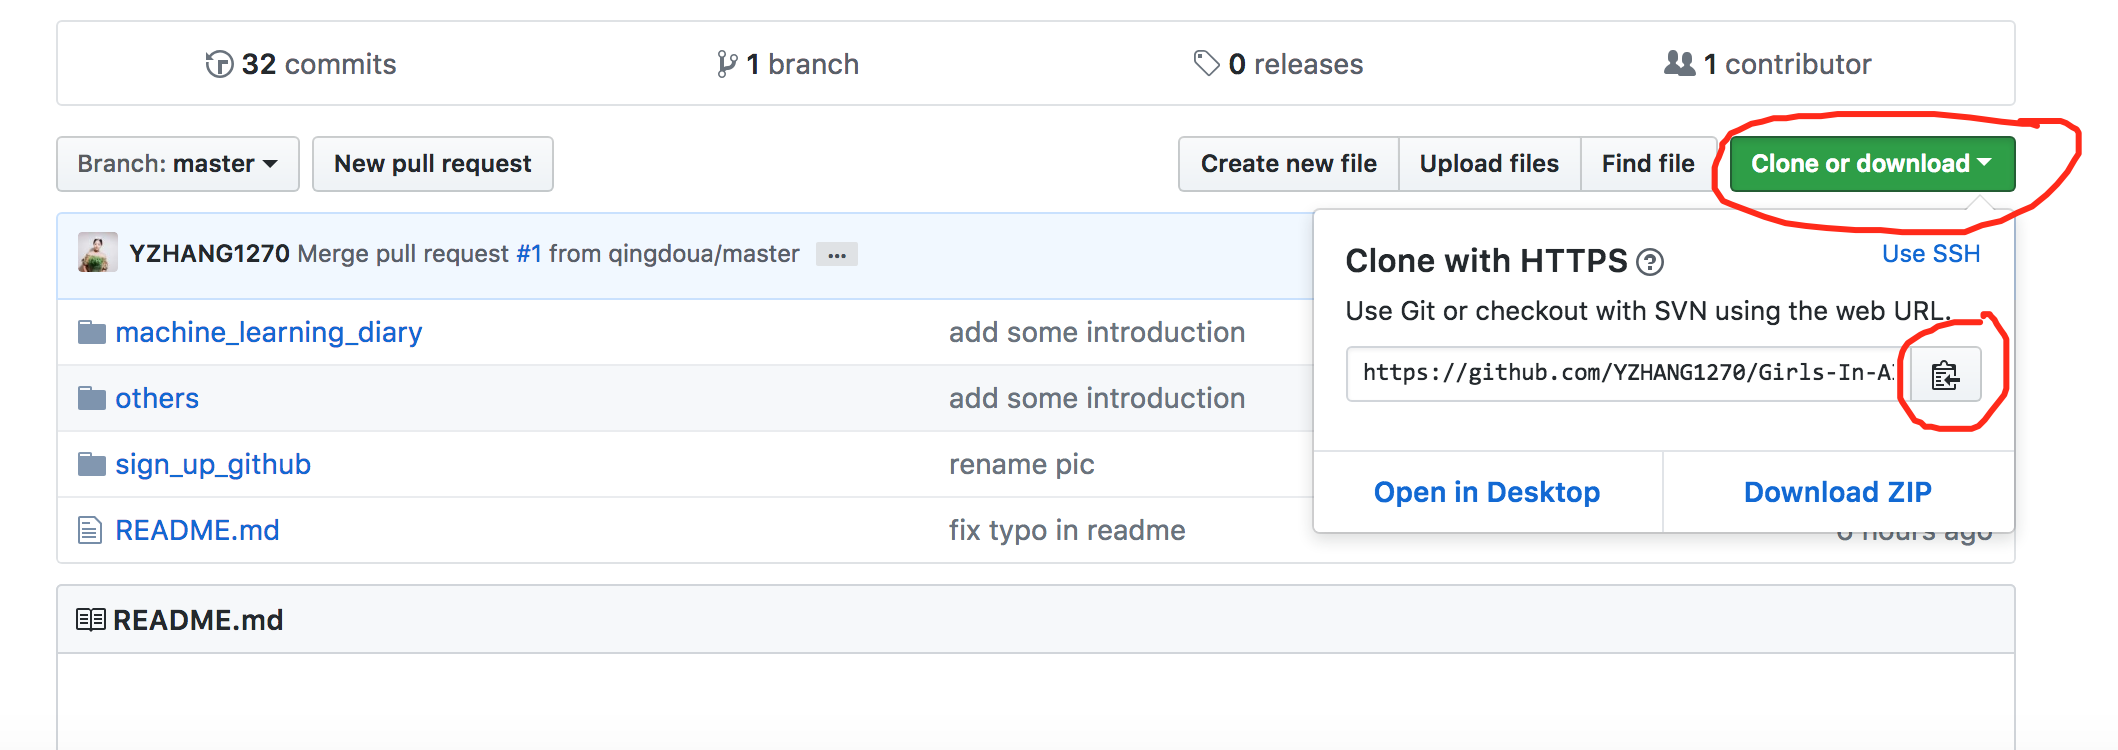 32 commits 1 branch 0 releases 1 contributor
Branch: master New pull request Create new file Upload files Find file Clone or download
YZHANG1270 Merge pull request #1 from qingdoua/master ...
Clone with HTTPS ? Use SSH
Use Git or checkout with SVN using the web URL.
machine_learning_diary add some introduction
https://github.com/YZHANG1270/Girls-In-A
others add some introduction
sign_up_github rename pic
Open in Desktop Download ZIP
README.md fix typo in readme hours ago
README.md